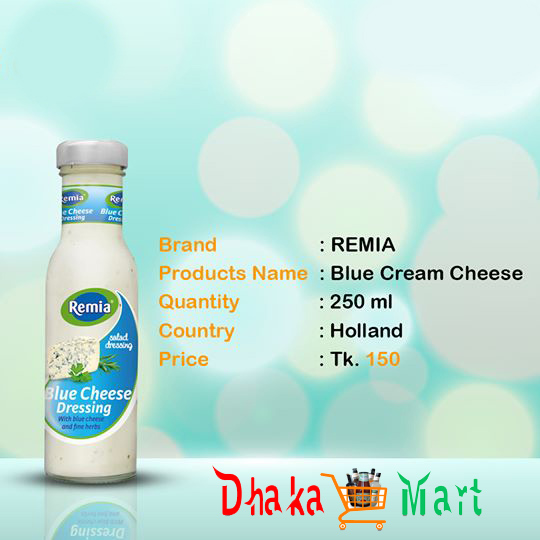 Remia
Remia
Blue Cheese
Dressing
Remia
salad
dressing
Blue Cheese
Dressing
With blue cheese
and fine herbs
Brand : REMIA
Products Name : Blue Cream Cheese
Quantity : 250 ml
Country : Holland
Price : Tk. 150
Dhaka Mart